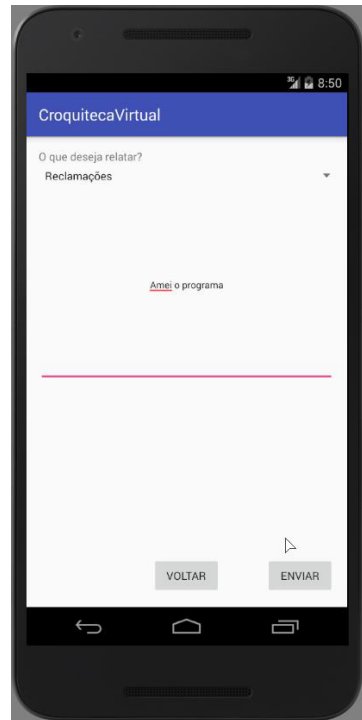 3G 8:50
CroquitecaVirtual
O que deseja relatar?
Reclamações
Amei o programa
VOLTAR
ENVIAR